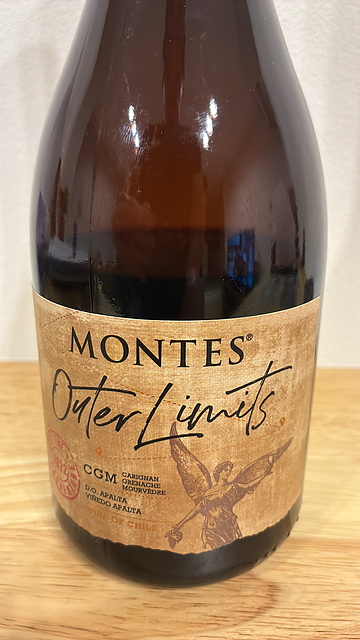 MONTES®
Outer Limits
CGM CARIGNAN
GRENACHE
MOURVÈDRE
D.O. APALTA
VIÑEDO APALTA
OF CHILE